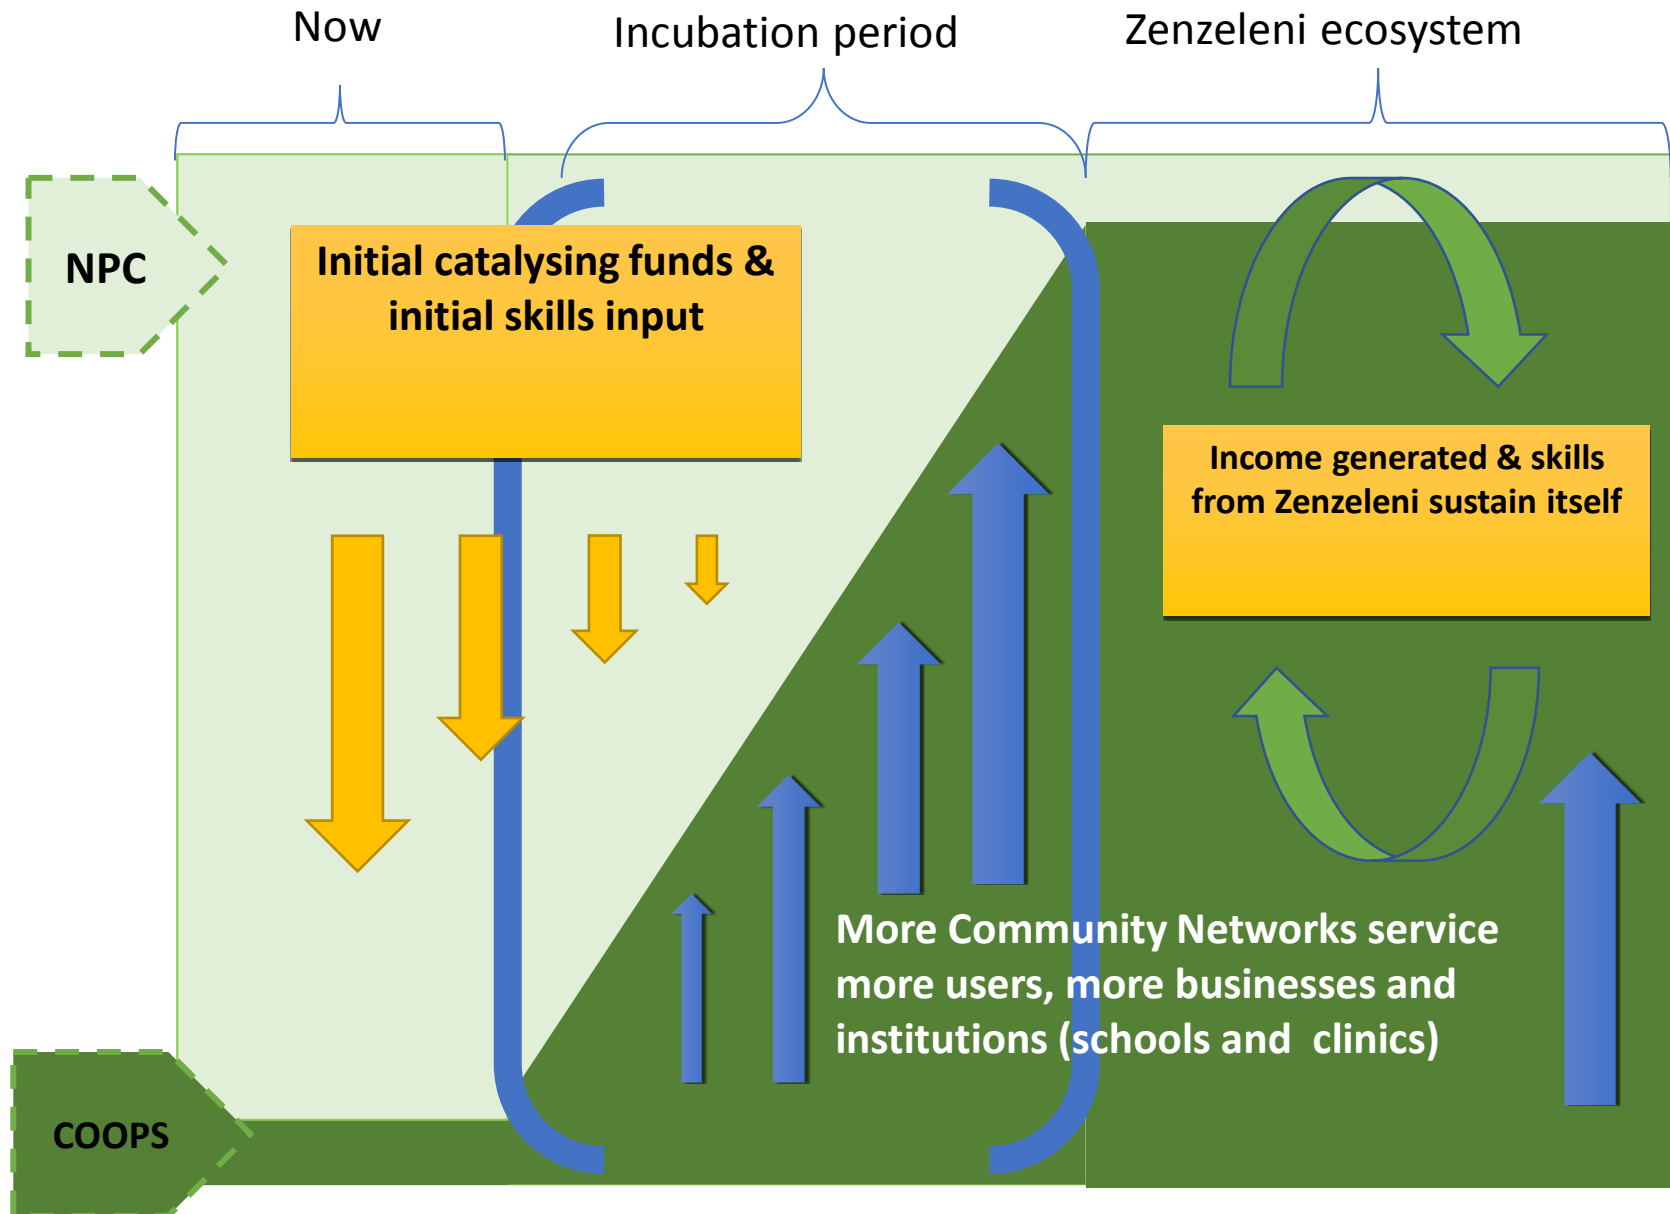 Now
Incubation period
Zenzeleni ecosystem
NPC
Initial catalysing funds &
initial skills input
Income generated & skills
from Zenzeleni sustain itself
More Community Networks service
more users, more businesses and
institutions (schools and  clinics)
COOPS